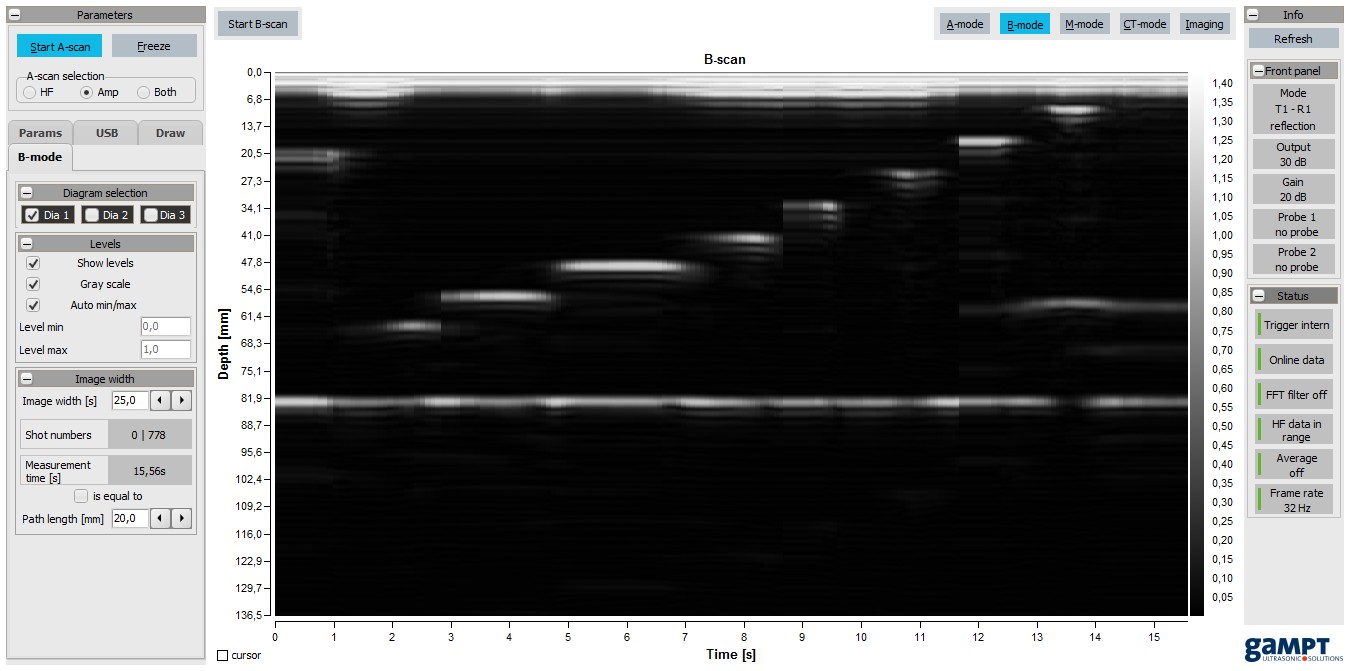 Parameters
Start A-scan Freeze
A-scan selection
HF Amp Both
Params USB Draw
B-mode
Diagram selection
Dia 1 Dia 2 Dia 3
Levels
Show levels
Gray scale
Auto min/max
Level min 0,0
Level max 1,0
Image width
Image width [s] 25,0
Shot numbers 0 | 778
Measurement
time [s] 15,56s
is equal to
Path length [mm] 20,0
Start B-scan
A-mode B-mode M-mode CT-mode Imaging
B-scan
Depth [mm]
0,0
6,8
13,7
20,5
27,3
34,1
41,0
47,8
54,6
61,4
68,3
75,1
81,9
88,7
95,6
102,4
109,2
116,0
122,9
129,7
136,5
0 1 2 3 4 5 6 7 8 9 10 11 12 13 14 15
Time [s]
cursor
1,40
1,35
1,30
1,25
1,20
1,15
1,10
1,05
1,00
0,95
0,90
0,85
0,80
0,75
0,70
0,65
0,60
0,55
0,50
0,45
0,40
0,35
0,30
0,25
0,20
0,15
0,10
0,05
Info
Refresh
Front panel
Mode
T1 - R1
reflection
Output
30 dB
Gain
20 dB
Probe 1
no probe
Probe 2
no probe
Status
Trigger intern
Online data
FFT filter off
HF data in
range
Average
off
Frame rate
32 Hz
gAMPT
ULTRASONIC SOLUTIONS